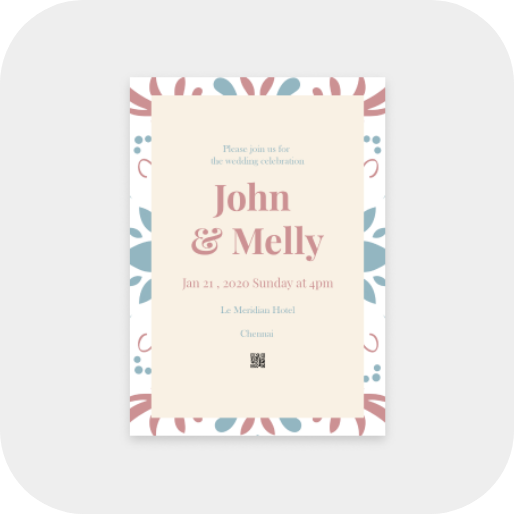 Please join us for
the wedding celebration
John
& Melly
Jan 21 , 2020 Sunday at 4pm
Le Meridian Hotel
Chennai